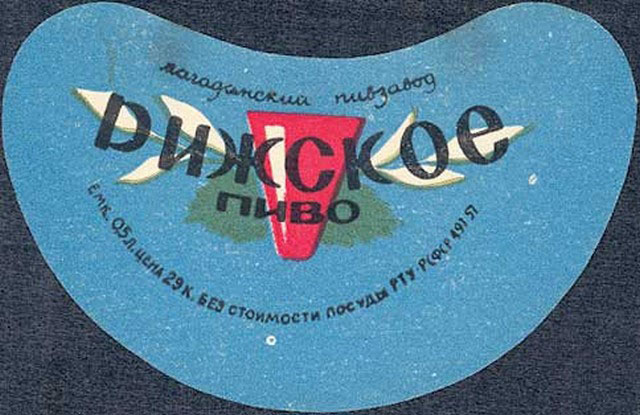 магаданский пивзавод
Рижское
пиво
ЕМК. 0,5 Л. ЦЕНА 29 К. БЕЗ СТОИМОСТИ ПОСУДЫ РТУ РСФСР 491 57